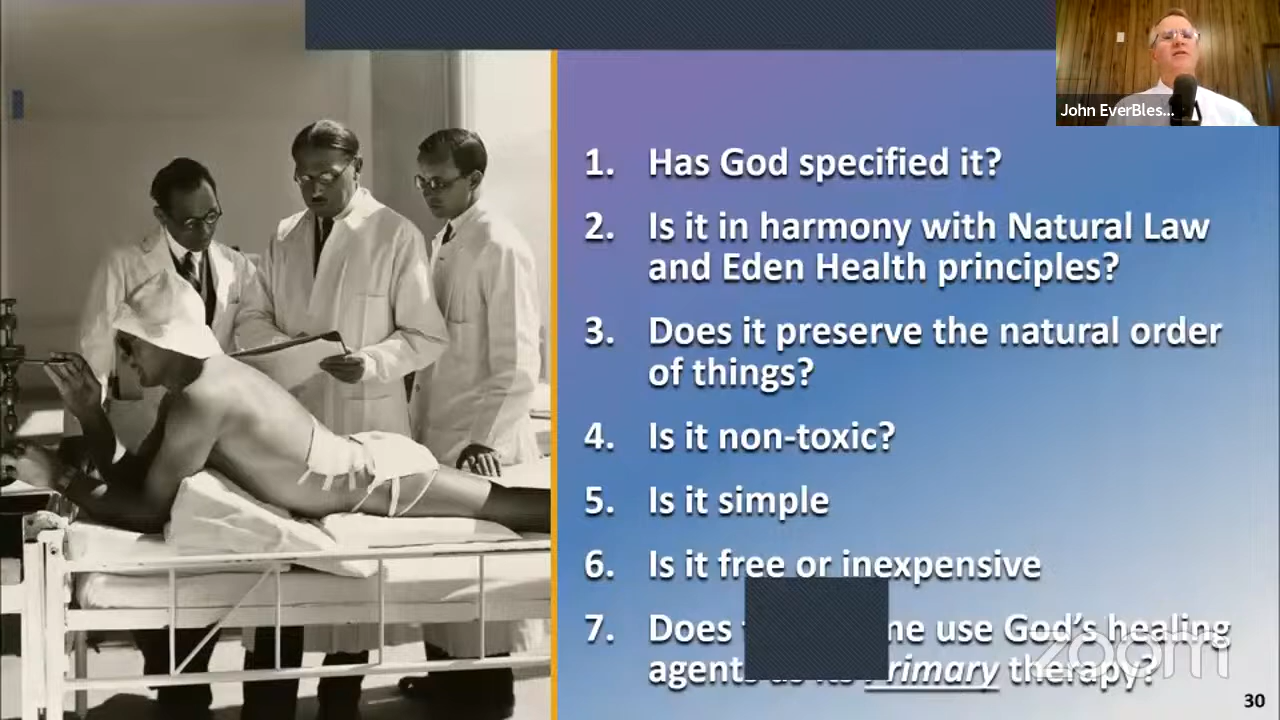 John EverBles...
1. Has God specified it?
2. Is it in harmony with Natural Law
and Eden Health principles?
3. Does it preserve the natural order
of things?
4. Is it non-toxic?
5. Is it simple
6. Is it free or inexpensive
7. Does use God's healing
therapy?
zoom
30